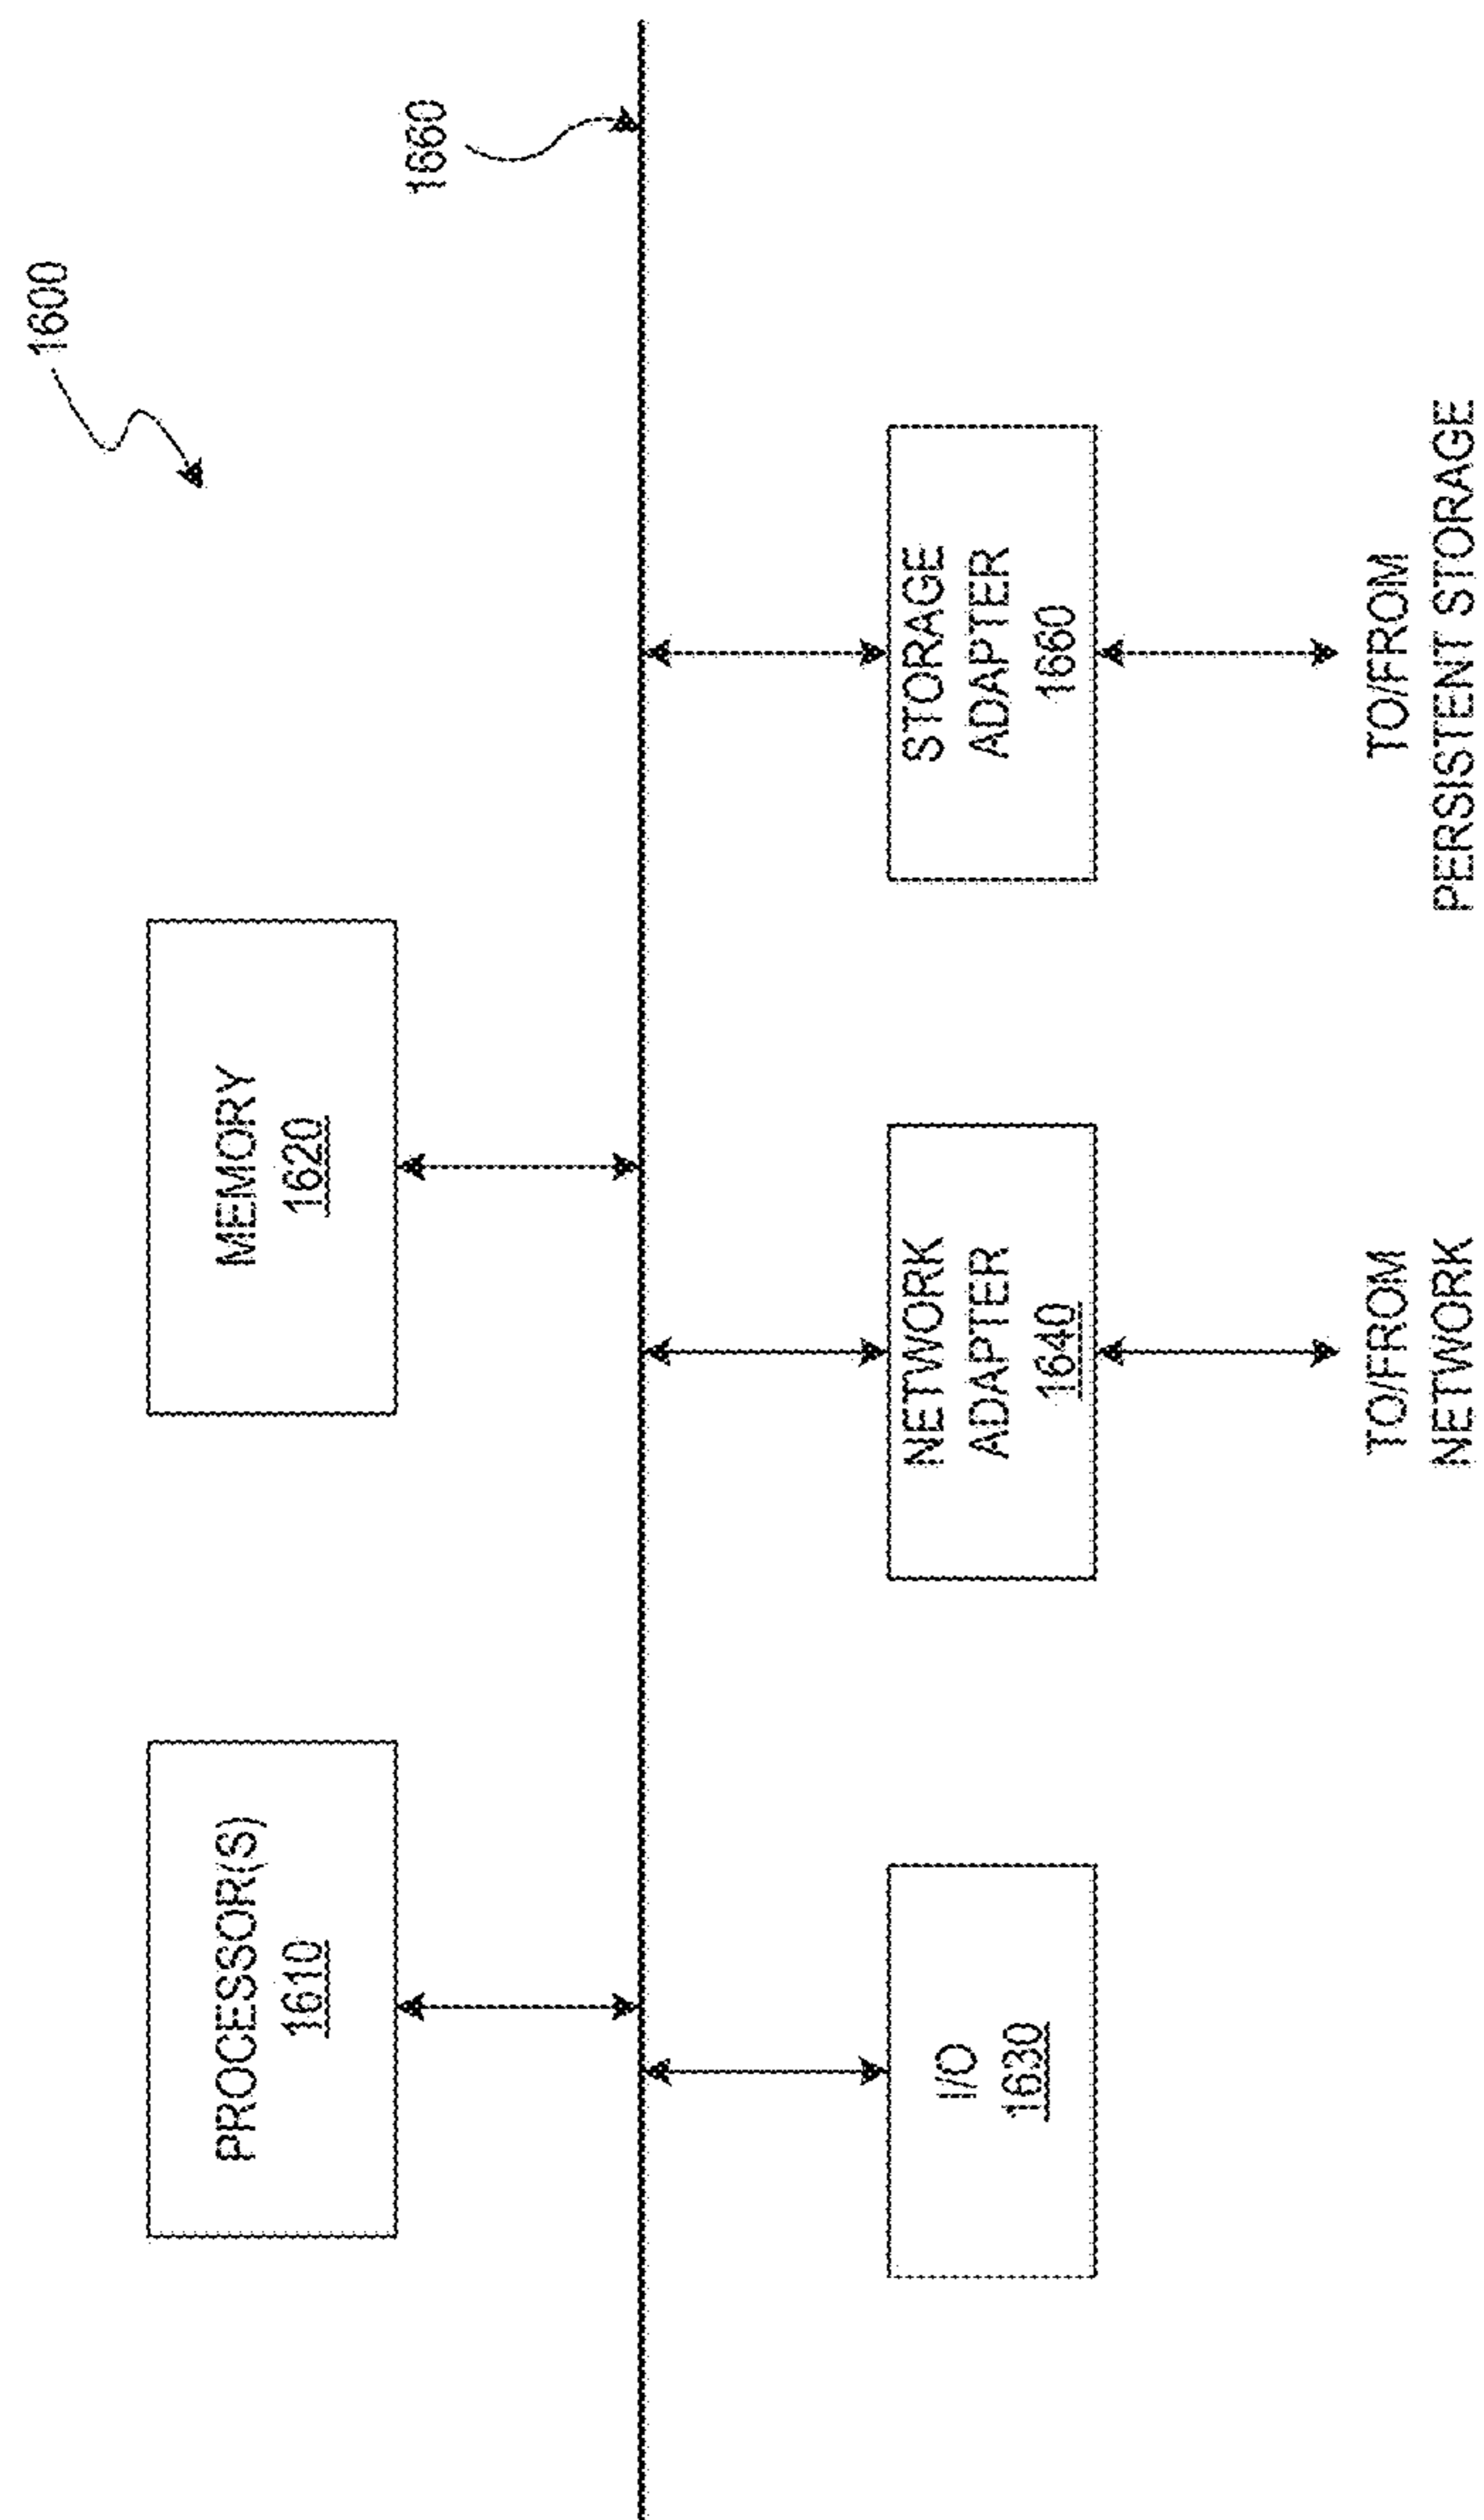 1600
1660
PROCESSOR(S)
1610
MEMORY
1620
I/O
1630
NETWORK
ADAPTER
1640
STORAGE
ADAPTER
1660
TO/FROM
NETWORK
TO/FROM
PERSISTENT STORAGE